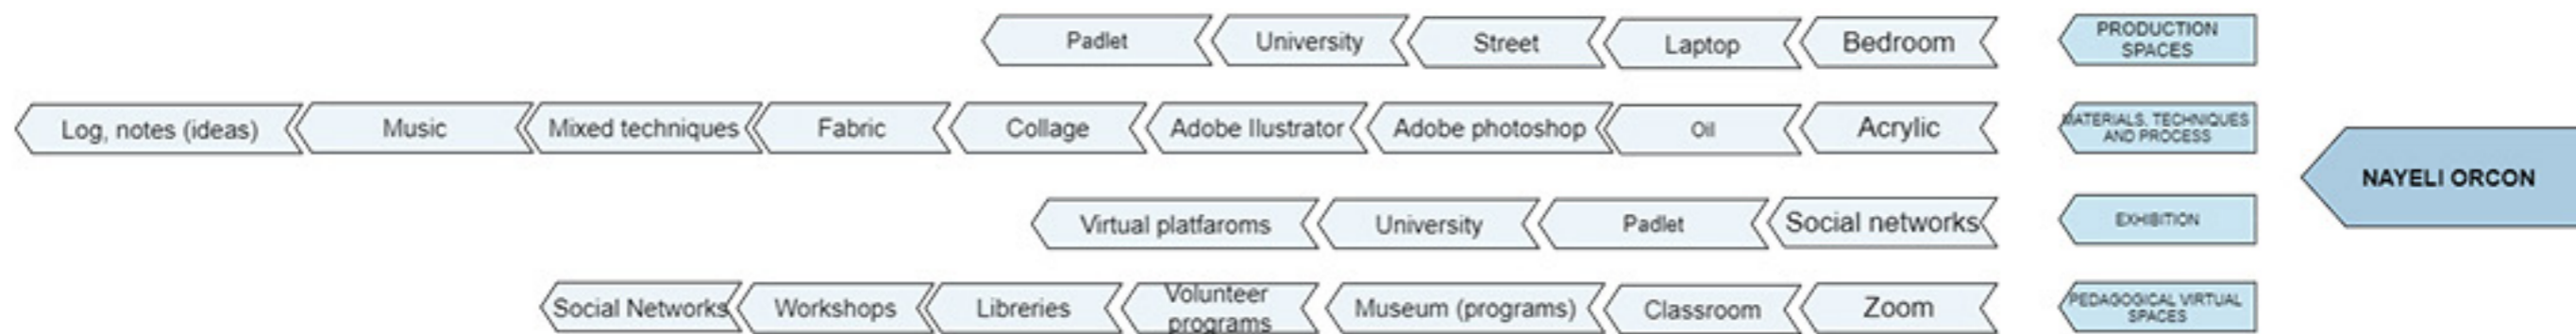 Padlet University Street Laptop Bedroom PRODUCTION
SPACES
Log, notes (ideas) Music Mixed techniques Fabric Collage Adobe Ilustrator Adobe photoshop Oil Acrylic MATERIALS, TECHNIQUES
AND PROCESS
NAYELI ORCON
Virtual platfaroms University Padlet Social networks EXHIBITION
Social Networks Workshops Libreries Volunteer
programs Museum (programs) Classroom Zoom PEDAGOGICAL VIRTUAL
SPACES